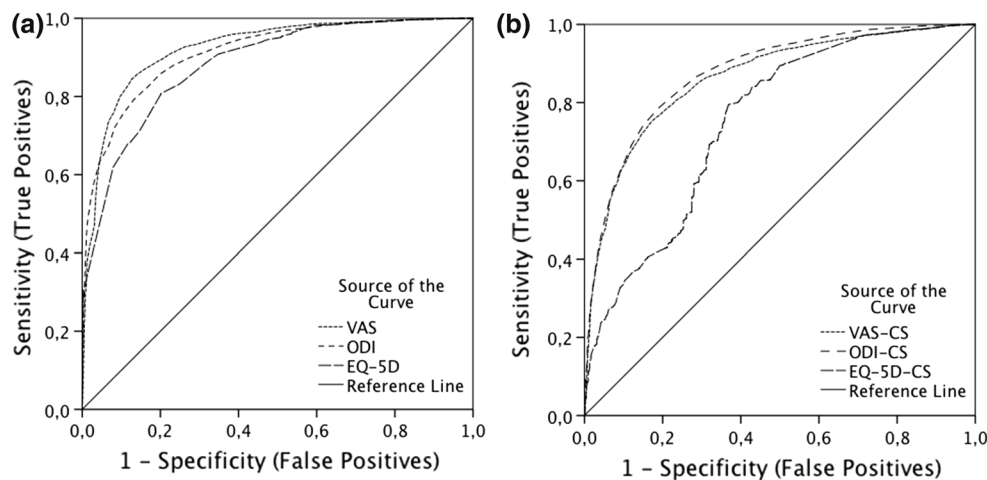 (a)
1,0
0,8
0,6
0,4
0,2
0,0
Sensitivity (True Positives)
Source of the
Curve
VAS
ODI
EQ-5D
Reference Line
0,0 0,2 0,4 0,6 0,8 1,0
1 – Specificity (False Positives)
(b)
1,0
0,8
0,6
0,4
0,2
0,0
Sensitivity (True Positives)
Source of the
Curve
VAS-CS
ODI-CS
EQ-5D-CS
Reference Line
0,0 0,2 0,4 0,6 0,8 1,0
1 – Specificity (False Positives)